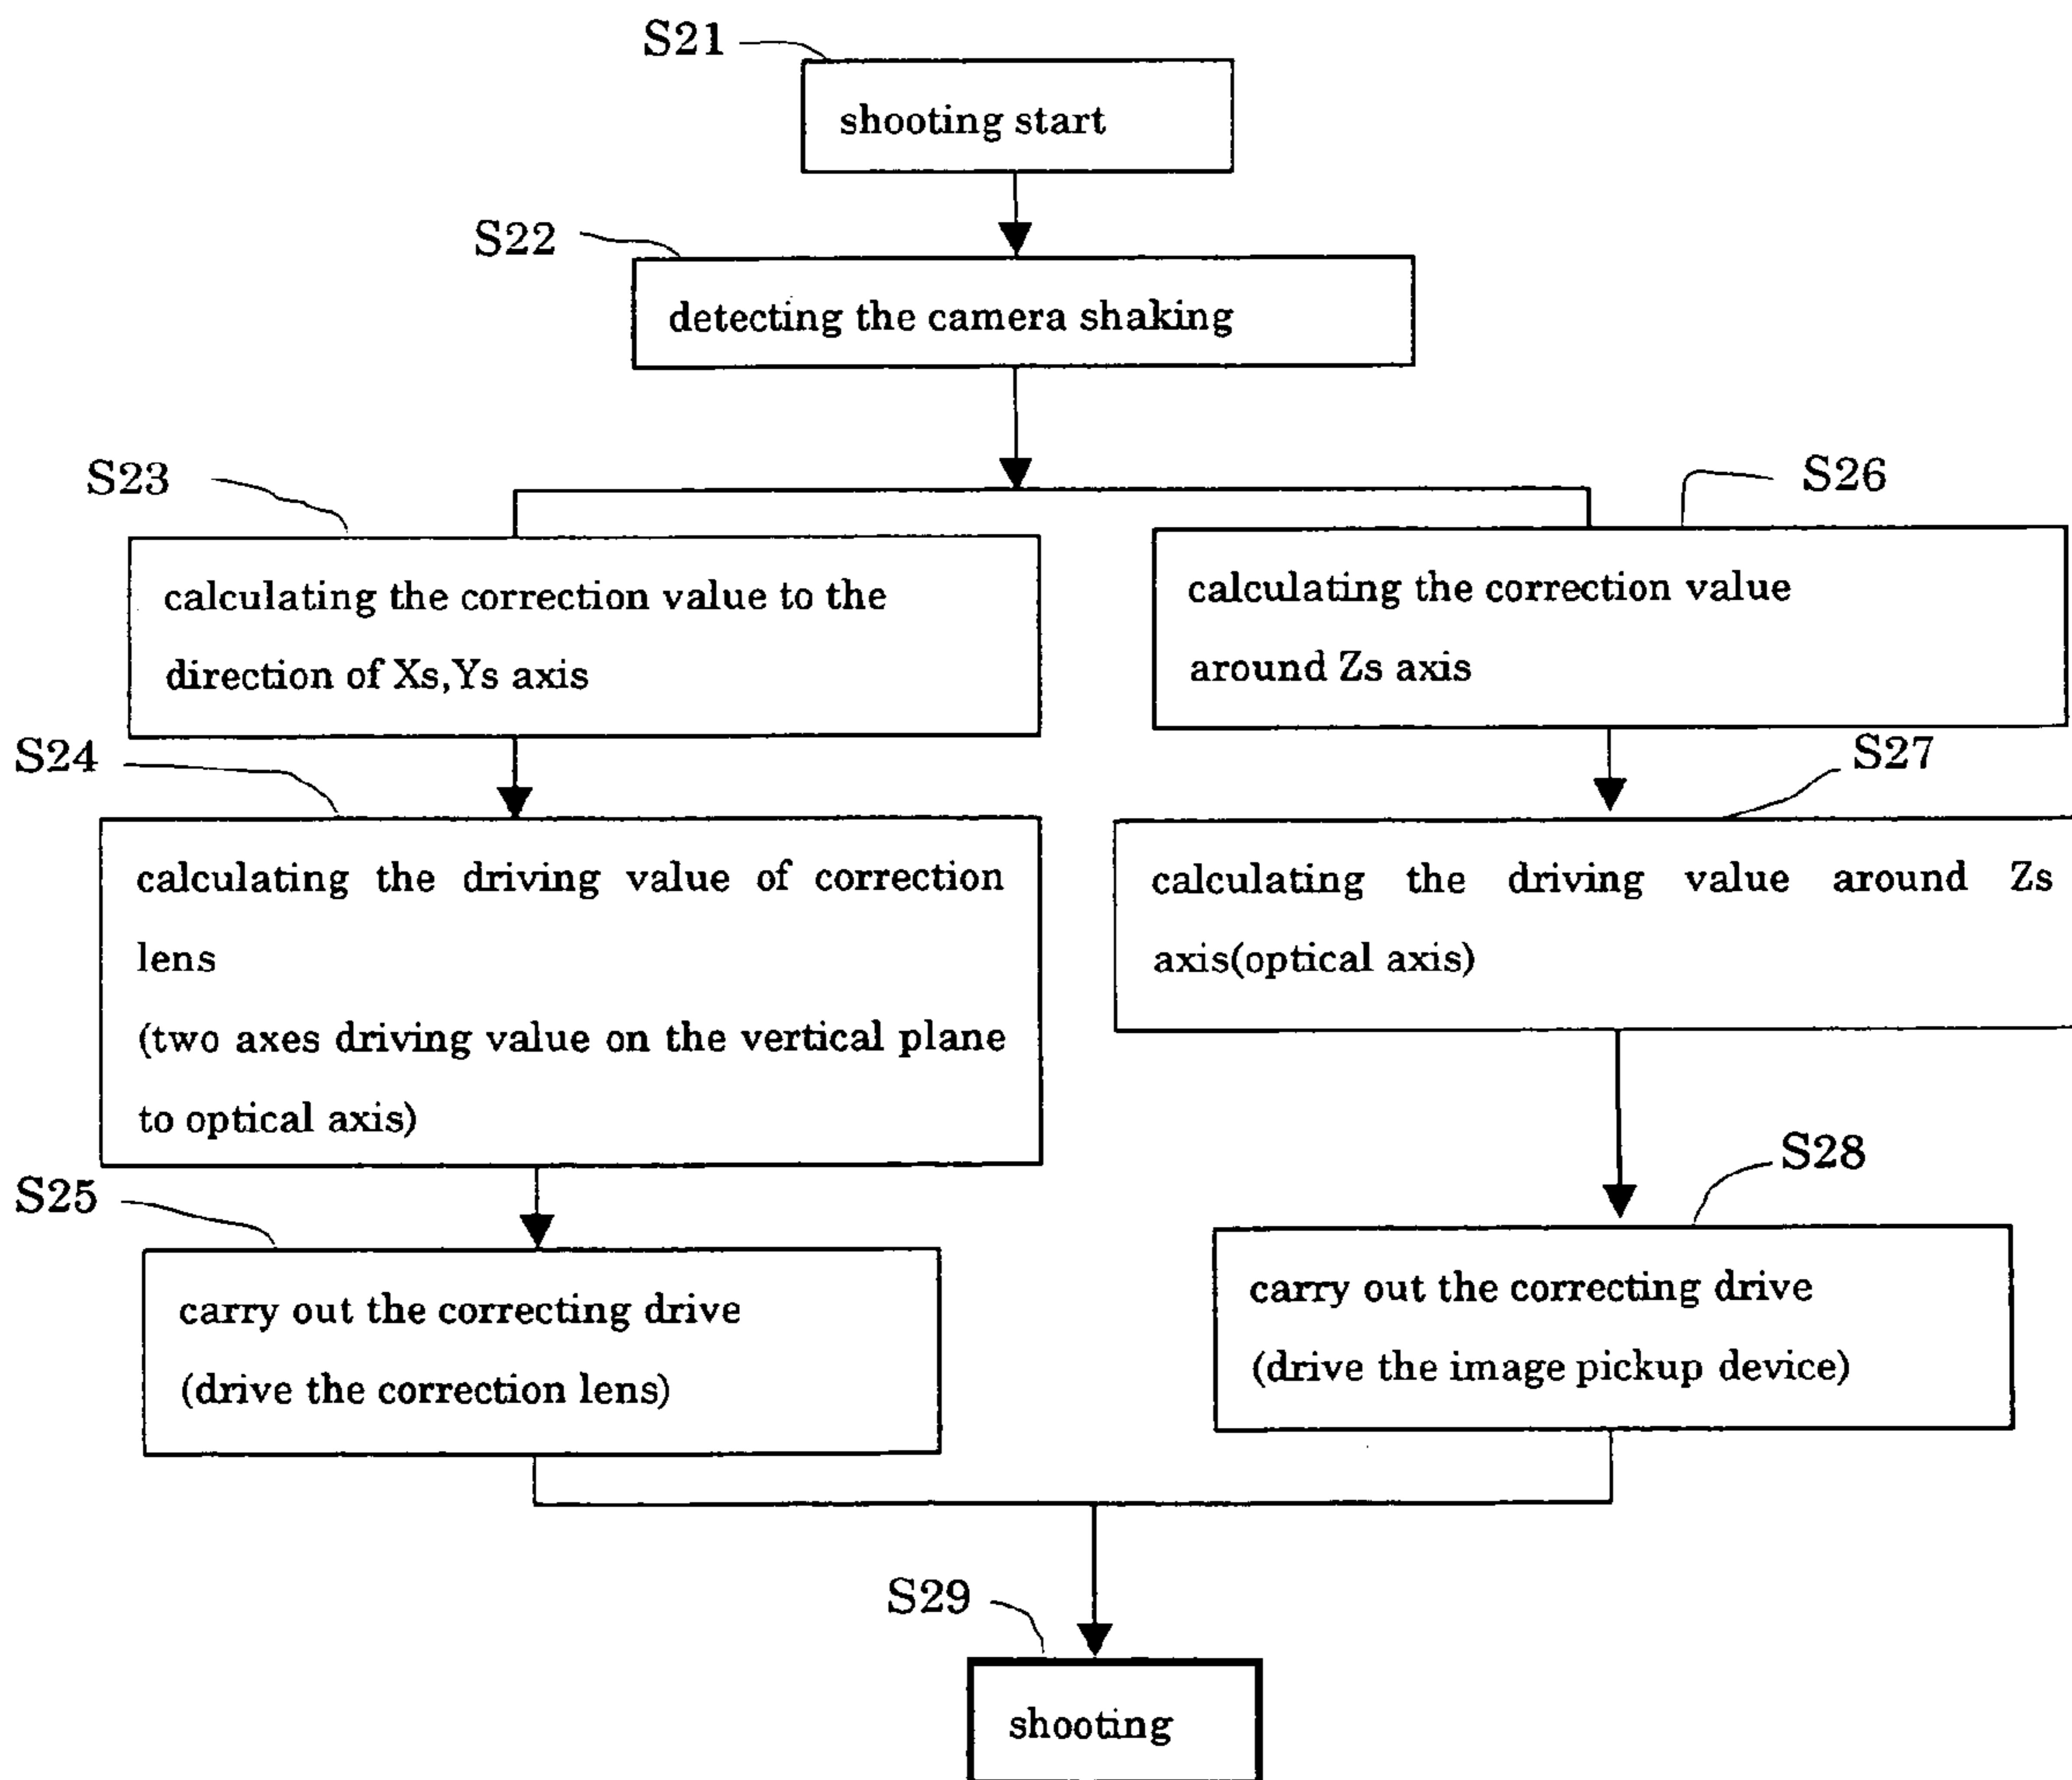 S21
shooting start
S22
detecting the camera shaking
S23
calculating the correction value to the
direction of Xs,Ys axis
S24
calculating the driving value of correction
lens
(two axes driving value on the vertical plane
to optical axis)
S25
carry out the correcting drive
(drive the correction lens)
S26
calculating the correction value
around Zs axis
S27
calculating the driving value around Zs
axis(optical axis)
S28
carry out the correcting drive
(drive the image pickup device)
S29
shooting